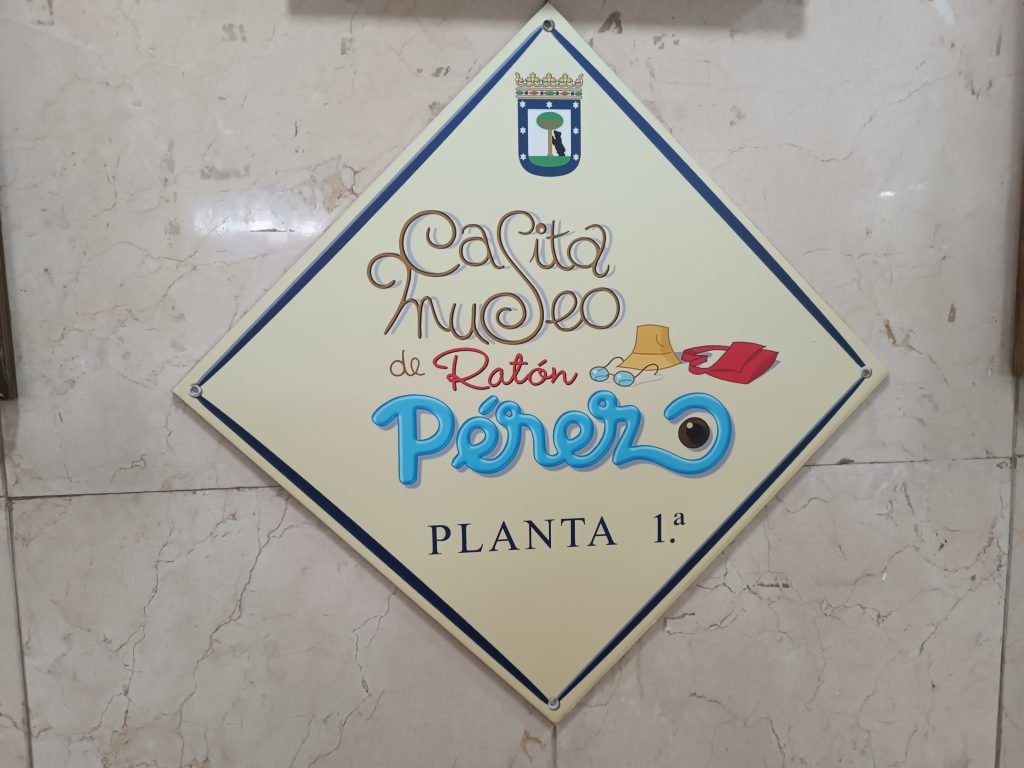 Casita
museo
de Ratón
Pérez
PLANTA 1.ª